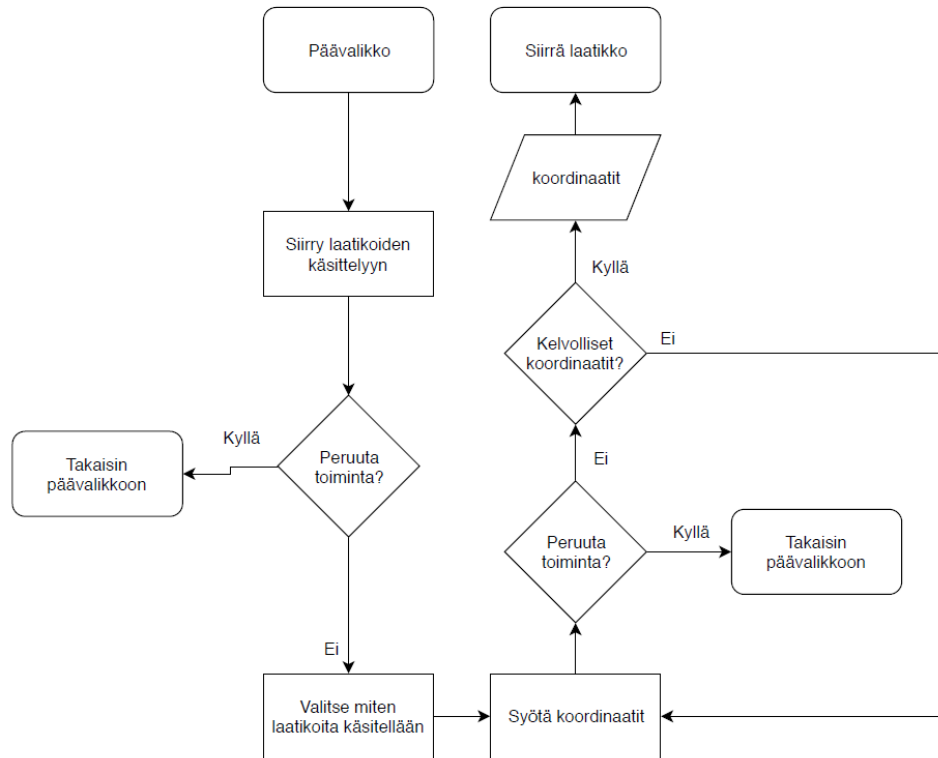 Päävalikko
Siirrä laatikko
koordinaatit
Siirry laatikoiden
käsittelyyn
Kyllä
Kelvolliset
koordinaatit?
Ei
Kyllä
Takaisin
päävalikkoon
Peruuta
toiminta?
Ei
Peruuta
toiminta?
Kyllä
Takaisin
päävalikkoon
Ei
Valitse miten
laatikoita käsitellään
Syötä koordinaatit